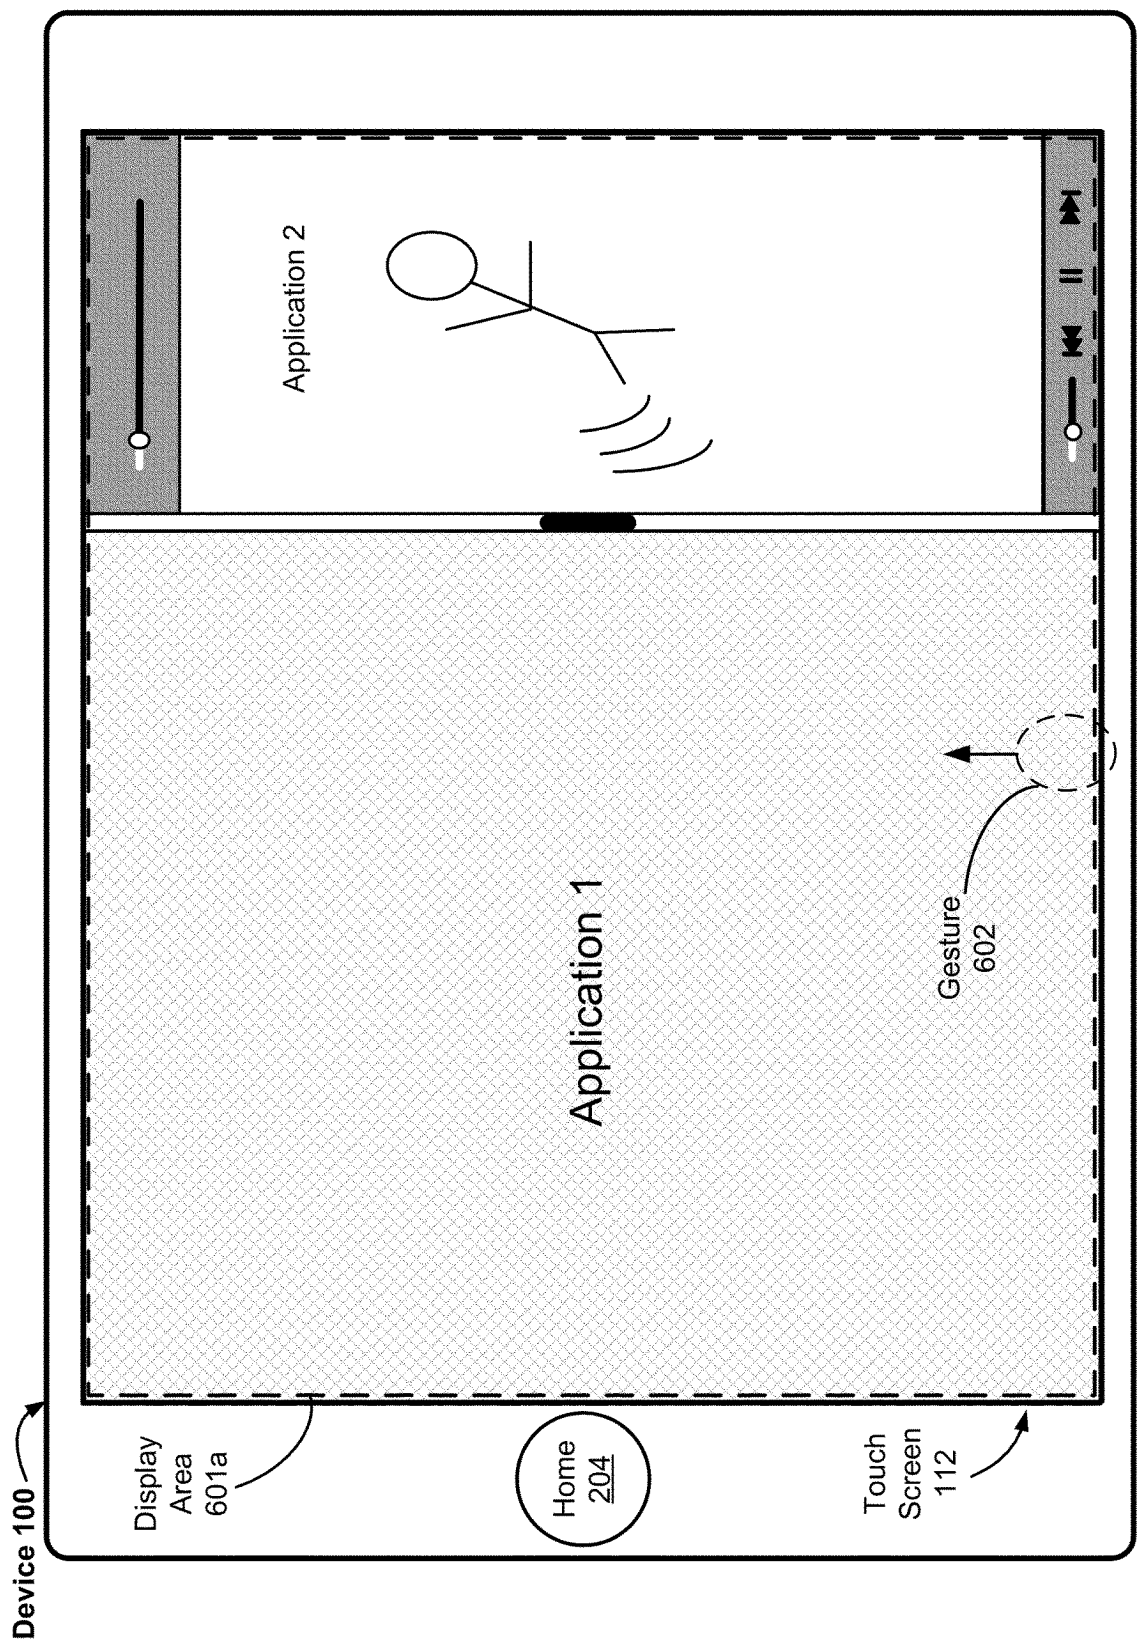 Device 100
Display
Area
601a
Home
204
Touch
Screen
112
Application 1
Gesture
602
Application 2